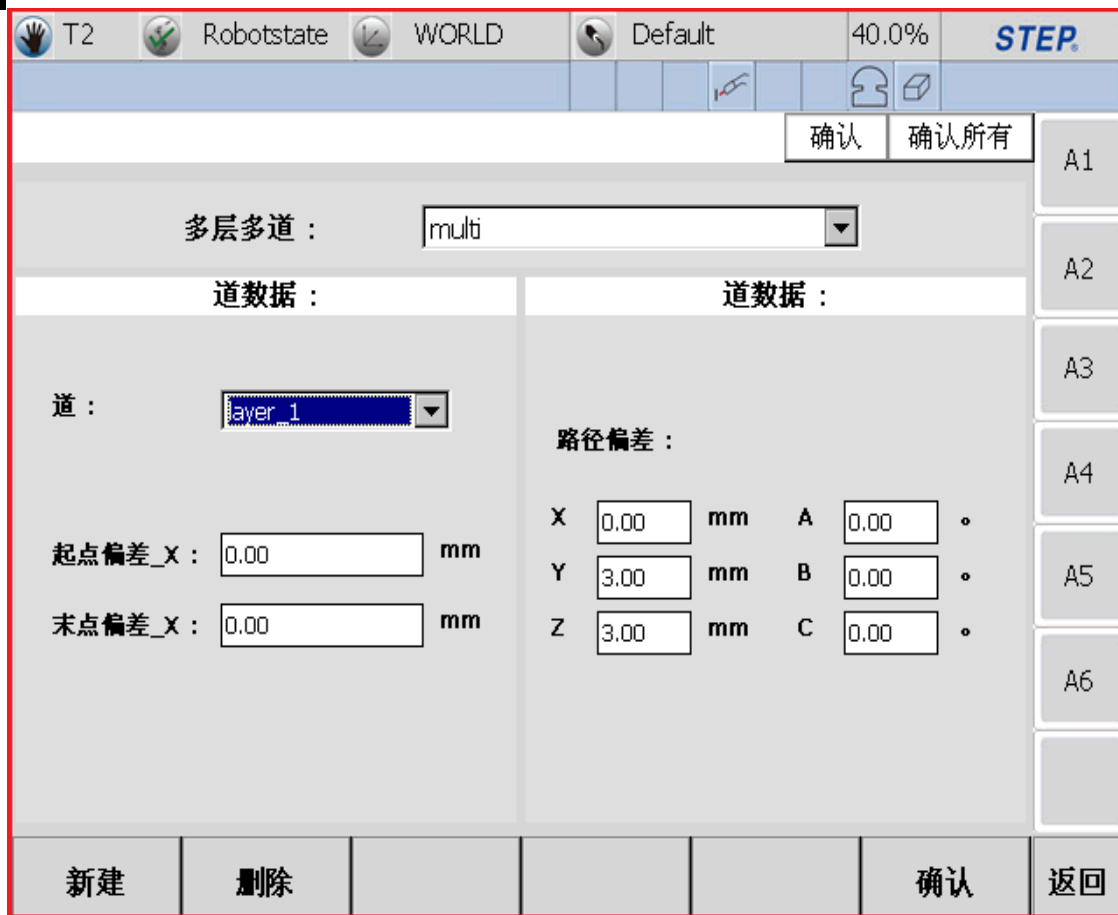 T2 Robotstate WORLD Default 40.0% STEP®
确认 确认所有
A1
多层多道：
multi
A2
道数据：
道数据：
A3
道：
layer_1
路径偏差：
A4
X 0.00 mm A 0.00 °
起点偏差_X： 0.00 mm
Y 3.00 mm B 0.00 °
A5
末点偏差_X： 0.00 mm
Z 3.00 mm C 0.00 °
A6
新建 删除 确认 返回